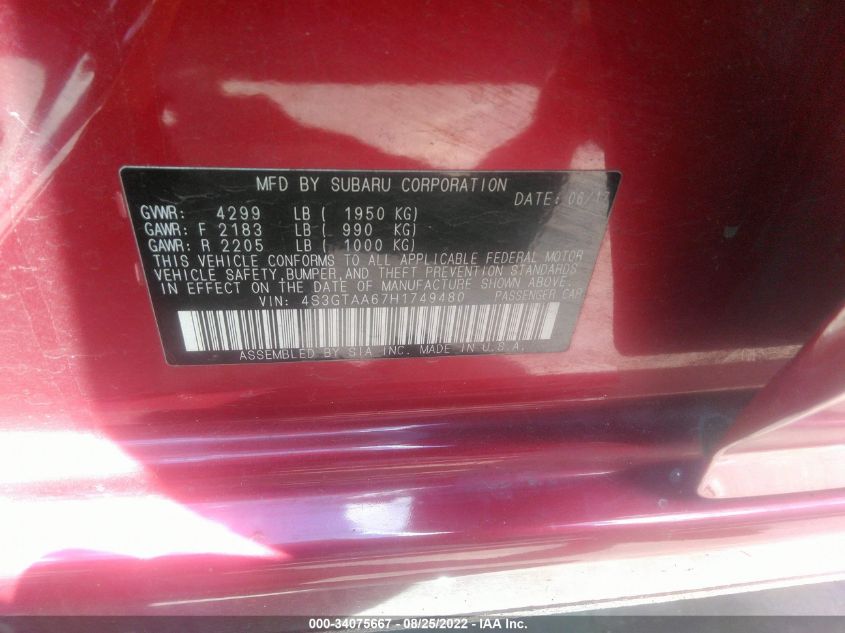 MFD BY SUBARU CORPORATION
DATE: 06/17
GVWR: 4299 LB ( 1950 KG)
GAWR: F 2183 LB ( 990 KG)
GAWR: R 2205 LB ( 1000 KG)
THIS VEHICLE CONFORMS TO ALL APPLICABLE FEDERAL MOTOR
VEHICLE SAFETY, BUMPER, AND THEFT PREVENTION STANDARDS
IN EFFECT ON THE DATE OF MANUFACTURE SHOWN ABOVE.
VIN: 4S3GTAA67H1749480 PASSENGER CAR
ASSEMBLED BY SIA INC. MADE IN U.S.A.
000-34075667 - 08/25/2022 - IAA Inc.